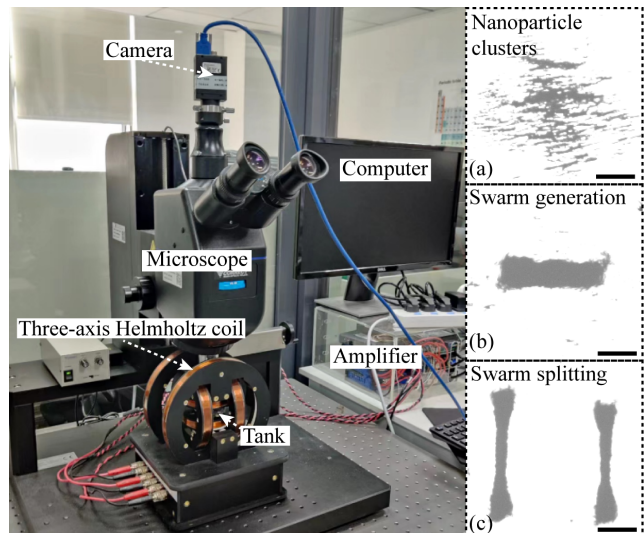 Camera
Computer
Microscope
Three-axis Helmholtz coil
Amplifier
Tank
Nanoparticle
clusters
(a)
Swarm generation
(b)
Swarm splitting
(c)